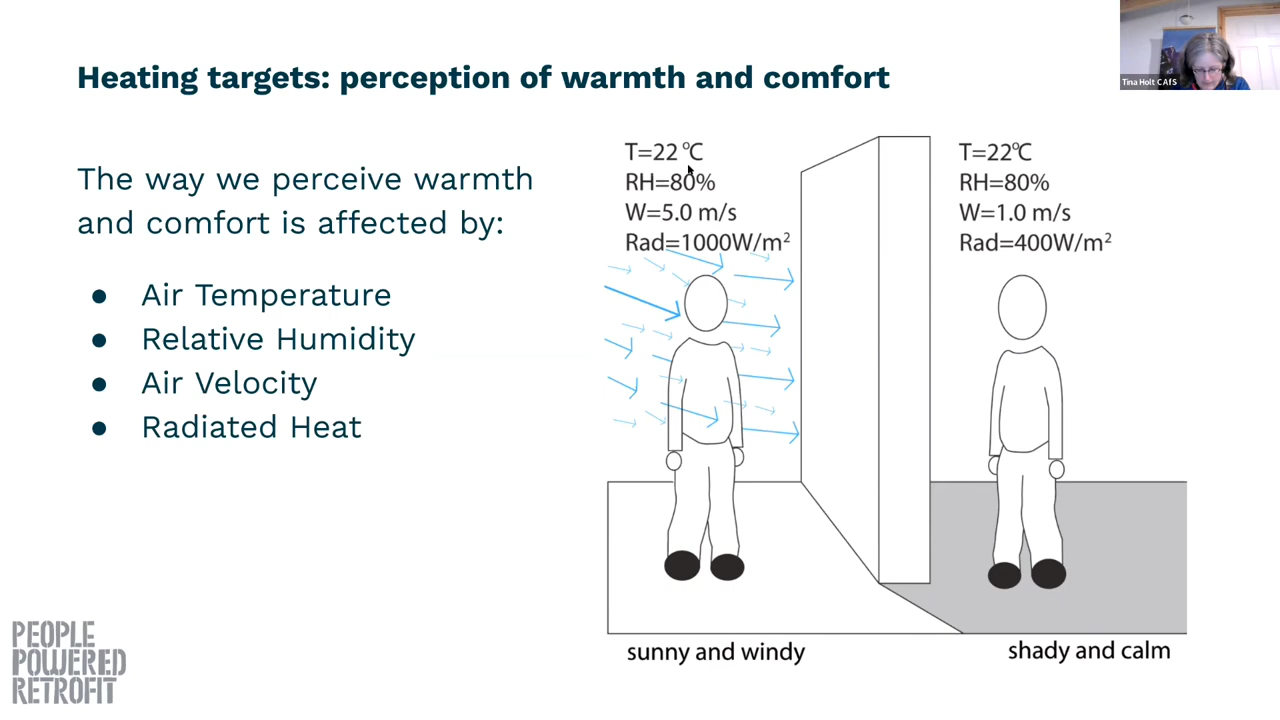 Heating targets: perception of warmth and comfort
Tina Holt CAfS
The way we perceive warmth
and comfort is affected by:
● Air Temperature
● Relative Humidity
● Air Velocity
● Radiated Heat
T=22 ºC
RH=80%
W=5.0 m/s
Rad=1000W/m²
T=22ºC
RH=80%
W=1.0 m/s
Rad=400W/m²
sunny and windy
shady and calm
PEOPLE
POWERED
RETROFIT